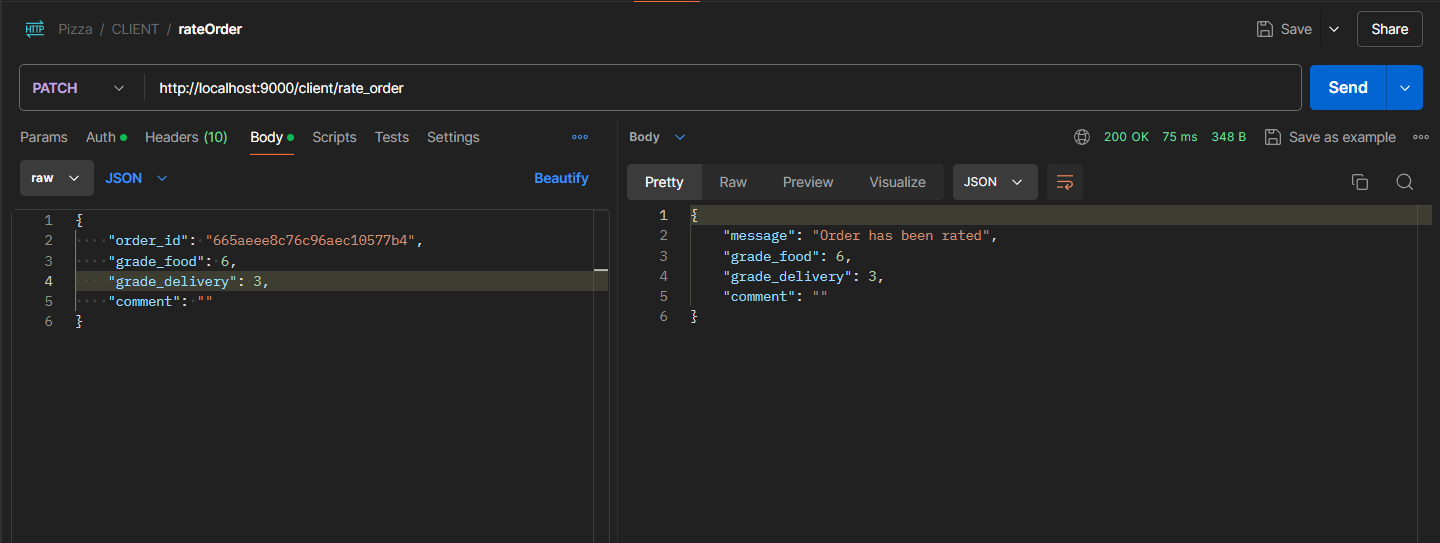 HTTP Pizza / CLIENT / rateOrder Save Share
PATCH http://localhost:9000/client/rate_order Send
Params Auth Headers (10) Body Scripts Tests Settings
Body 200 OK 75 ms 348 B Save as example
raw JSON Beautify
Pretty Raw Preview Visualize JSON
1 {
2 "order_id": "665aeee8c76c96aec10577b4",
3 "grade_food": 6,
4 "grade_delivery": 3,
5 "comment": ""
6 }
1 {
2 "message": "Order has been rated",
3 "grade_food": 6,
4 "grade_delivery": 3,
5 "comment": ""
6 }